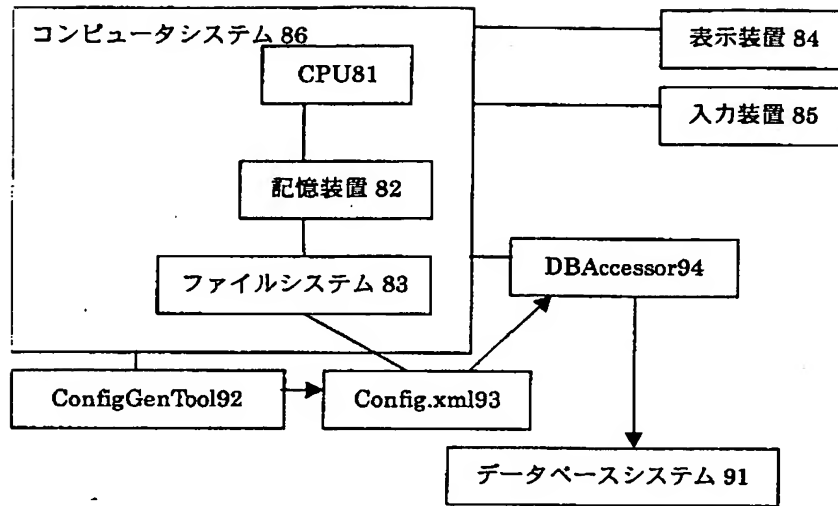 コンピュータシステム 86
表示装置 84
CPU81
入力装置 85
記憶装置 82
DBAccessor94
ファイルシステム 83
ConfigGenTool92
Config.xml93
データベースシステム 91